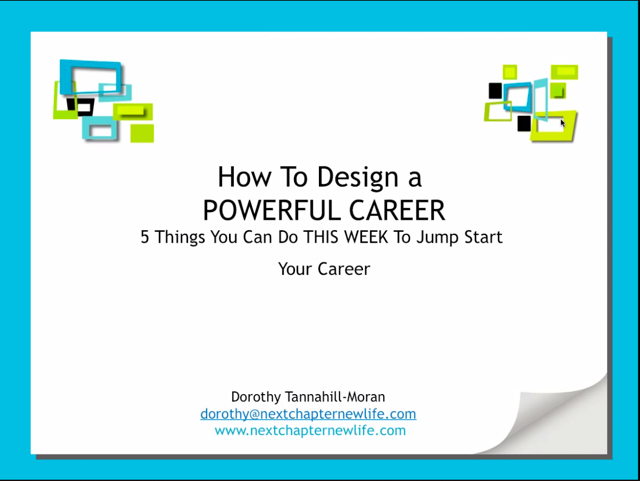 How To Design a
POWERFUL CAREER
5 Things You Can Do THIS WEEK To Jump Start
Your Career
Dorothy Tannahill-Moran
dorothy@nextchapternewlife.com
www.nextchapternewlife.com